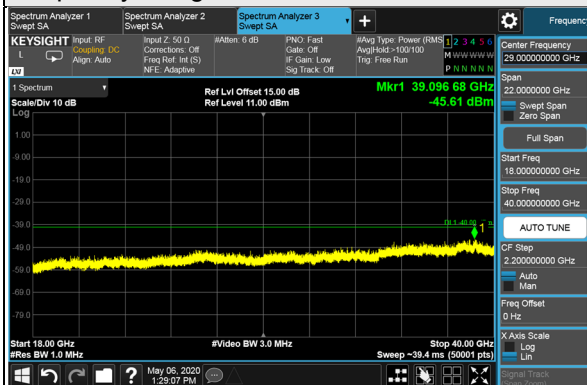 Spectrum Analyzer 1
Swept SA
Spectrum Analyzer 2
Swept SA
Spectrum Analyzer 3
Swept SA
Frequenc
KEYSIGHT
L
LXI
Input: RF
Coupling: DC
Align: Auto
Input Z: 50 Ω
Corrections: Off
Freq Ref: Int (S)
NFE: Adaptive
#Atten: 6 dB
PNO: Fast
Gate: Off
IF Gain: Low
Sig Track: Off
#Avg Type: Power (RMS
Avg|Hold:>100/100
Trig: Free Run
1 2 3 4 5 6
M W W W W W
P N N N N N
1 Spectrum
Scale/Div 10 dB
Log
Ref Lvl Offset 15.00 dB
Ref Level 11.00 dBm
Mkr1 39.096 68 GHz
-45.61 dBm
1.00
-9.00
-19.0
-29.0
-39.0
-49.0
-59.0
-69.0
-79.0
1
Start 18.00 GHz
#Res BW 1.0 MHz
#Video BW 3.0 MHz
Stop 40.00 GHz
Sweep ~39.4 ms (50001 pts)
Center Frequency
29.000000000 GHz
Span
22.0000000 GHz
Swept Span
Zero Span
Full Span
Start Freq
18.000000000 GHz
Stop Freq
40.000000000 GHz
AUTO TUNE
CF Step
2.200000000 GHz
Auto
Man
Freq Offset
0 Hz
X Axis Scale
Log
Lin
Signal Track
(Span Zoom)
May 06, 2020
1:29:07 PM